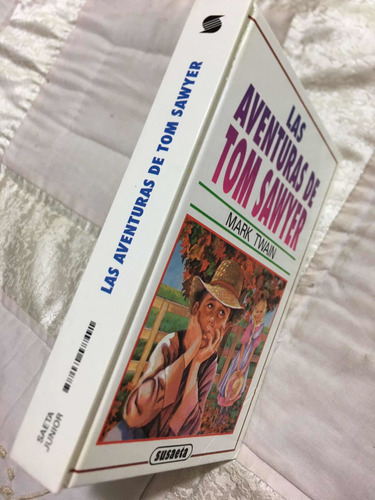 LAS AVENTURAS DE TOM SAWYER
SAETA
JUNIOR
LAS
AVENTURAS DE
TOM SAWYER
MARK TWAIN
susaeta